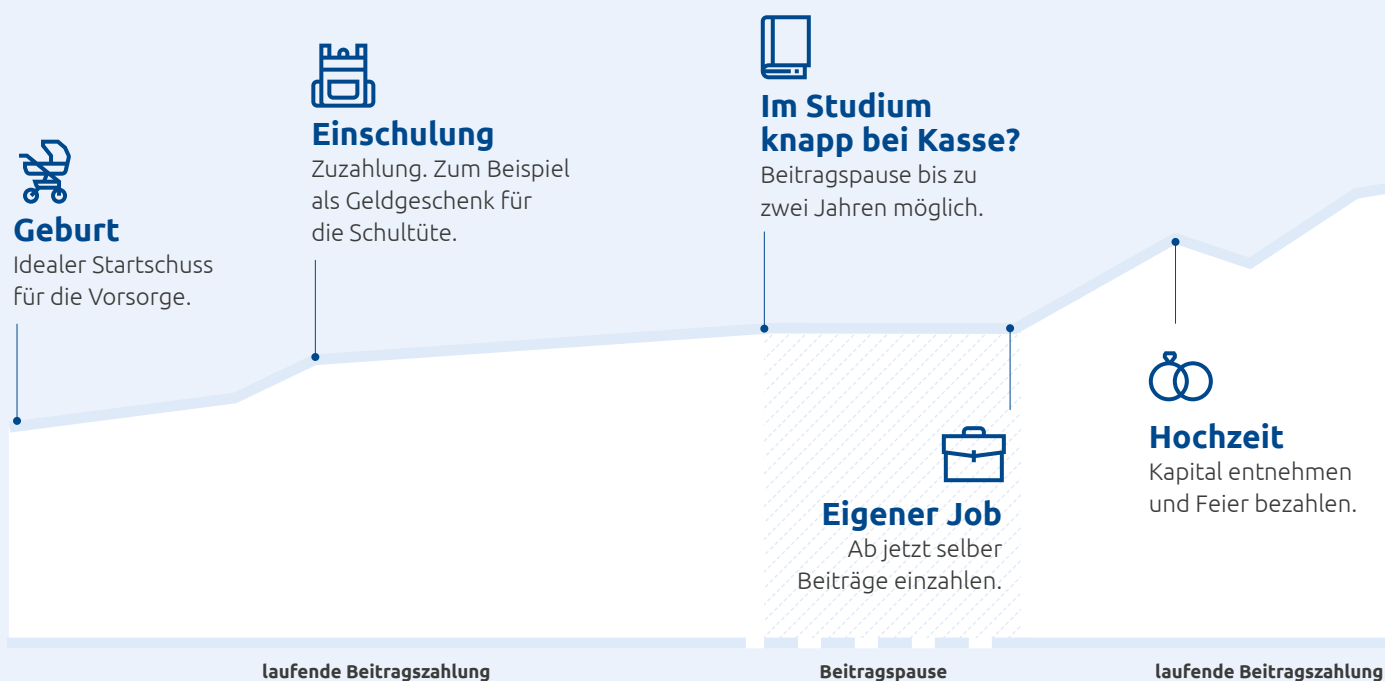 Geburt
Idealer Startschuss
für die Vorsorge.
Einschulung
Zuzahlung. Zum Beispiel
als Geldgeschenk für
die Schultüte.
Im Studium
knapp bei Kasse?
Beitragspause bis zu
zwei Jahren möglich.
Eigener Job
Ab jetzt selber
Beiträge einzahlen.
Hochzeit
Kapital entnehmen
und Feier bezahlen.
laufende Beitragszahlung
Beitragspause
laufende Beitragszahlung